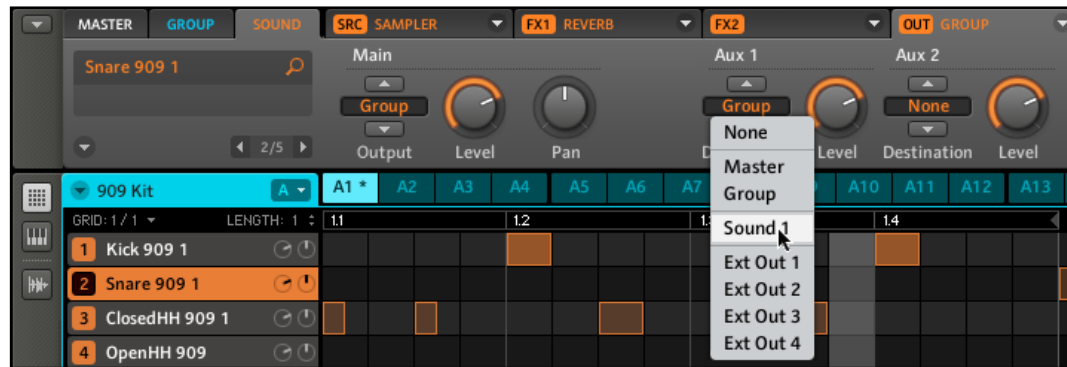 MASTER GROUP SOUND SRC SAMPLER FX1 REVERB FX2 OUT GROUP
Snare 909 1
Main Aux 1 Aux 2
Group Group None
2/5
Output Level Pan D Level Destination Level
None
Master
Group
Sound 1
Ext Out 1
Ext Out 2
Ext Out 3
Ext Out 4
909 Kit A A1 * A2 A3 A4 A5 A6 A7 A10 A11 A12 A13
GRID: 1 / 1 LENGTH: 1 1.1 1.2 1. 1.4
1 Kick 909 1
2 Snare 909 1
3 ClosedHH 909 1
4 OpenHH 909